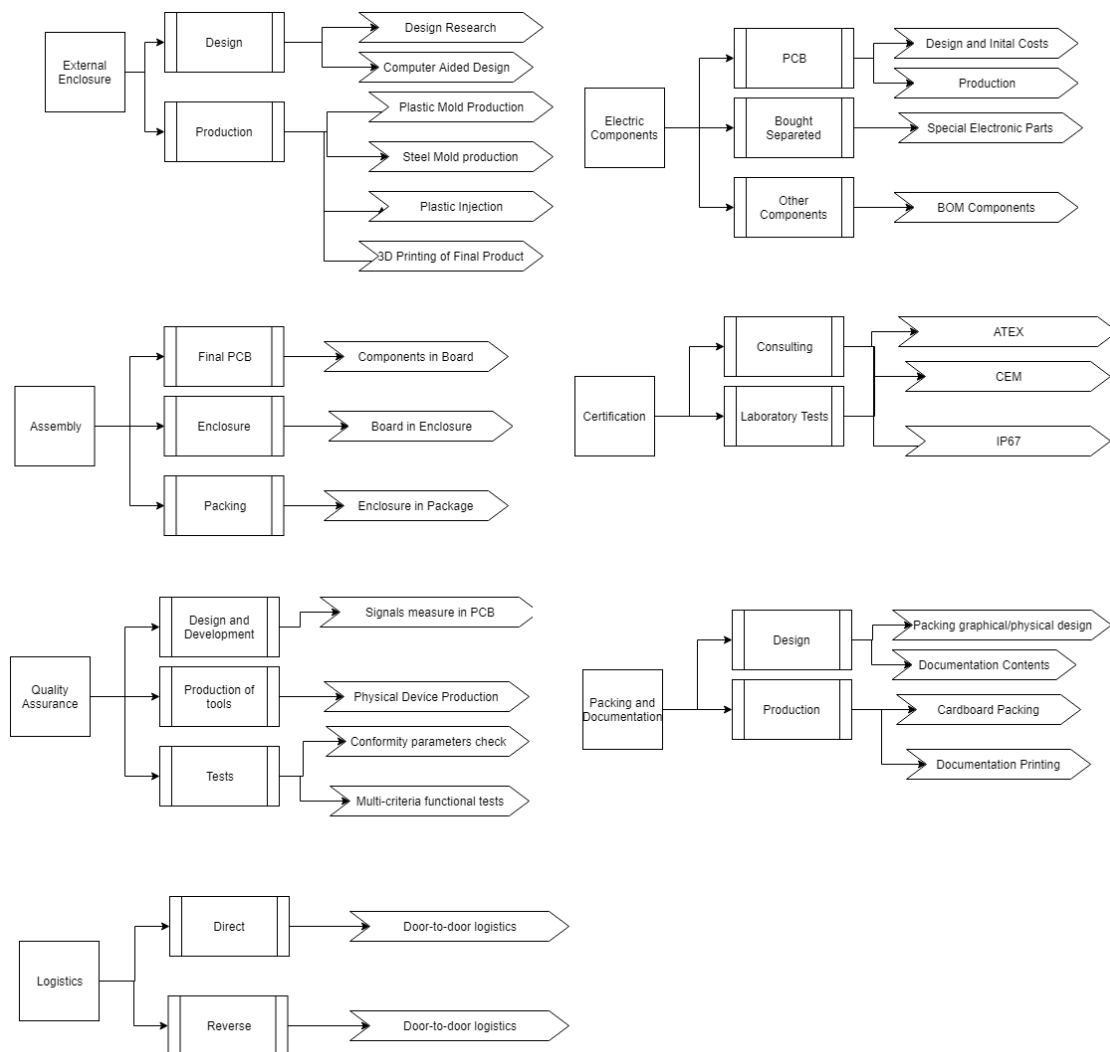 External
Enclosure
Design
Design Research
Computer Aided Design
Production
Plastic Mold Production
Steel Mold production
Plastic Injection
3D Printing of Final Product
Electric
Components
PCB
Design and Inital Costs
Production
Bought
Separeted
Special Electronic Parts
Other
Components
BOM Components
Assembly
Final PCB
Components in Board
Enclosure
Board in Enclosure
Packing
Enclosure in Package
Certification
Consulting
Laboratory Tests
ATEX
CEM
IP67
Quality
Assurance
Design and
Development
Signals measure in PCB
Production of
tools
Physical Device Production
Tests
Conformity parameters check
Multi-criteria functional tests
Packing and
Documentation
Design
Packing graphical/physical design
Documentation Contents
Production
Cardboard Packing
Documentation Printing
Logistics
Direct
Door-to-door logistics
Reverse
Door-to-door logistics